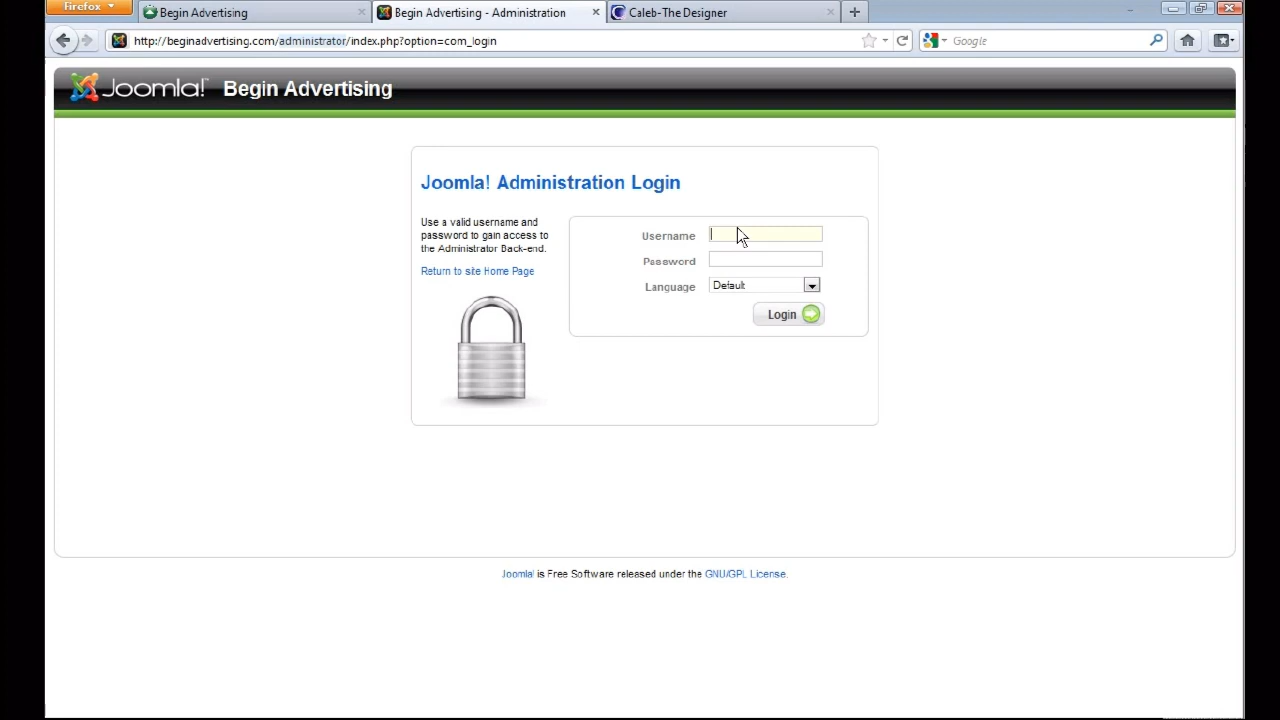 Firefox
Begin Advertising
Begin Advertising - Administration
Caleb-The Designer
http://beginadvertising.com/administrator/index.php?option=com_login
Google
Joomla!™ Begin Advertising
Joomla! Administration Login
Use a valid username and
password to gain access to
the Administrator Back-end.
Return to site Home Page
Username
Password
Language Default
Login
Joomla! is Free Software released under the GNU/GPL License.